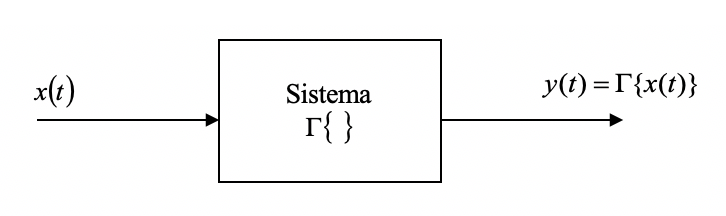 x(t)
Sistema
Γ{ }
y(t) = Γ{x(t)}